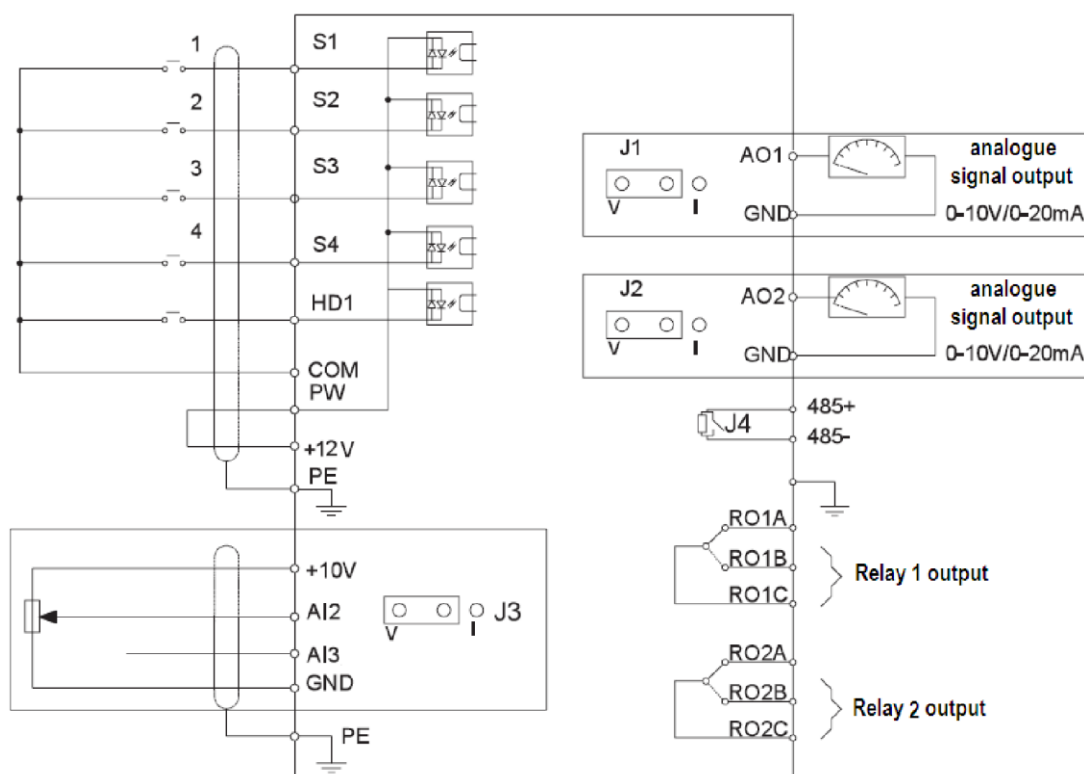 1
S1
2
S2
3
S3
4
S4
HD1
COM
PW
+12V
PE
+10V
AI2
AI3
GND
V
I
J3
PE
J1
V
I
AO1
GND
analogue
signal output
0-10V/0-20mA
J2
V
I
AO2
GND
analogue
signal output
0-10V/0-20mA
J4
485+
485-
RO1A
RO1B
RO1C
Relay 1 output
RO2A
RO2B
RO2C
Relay 2 output